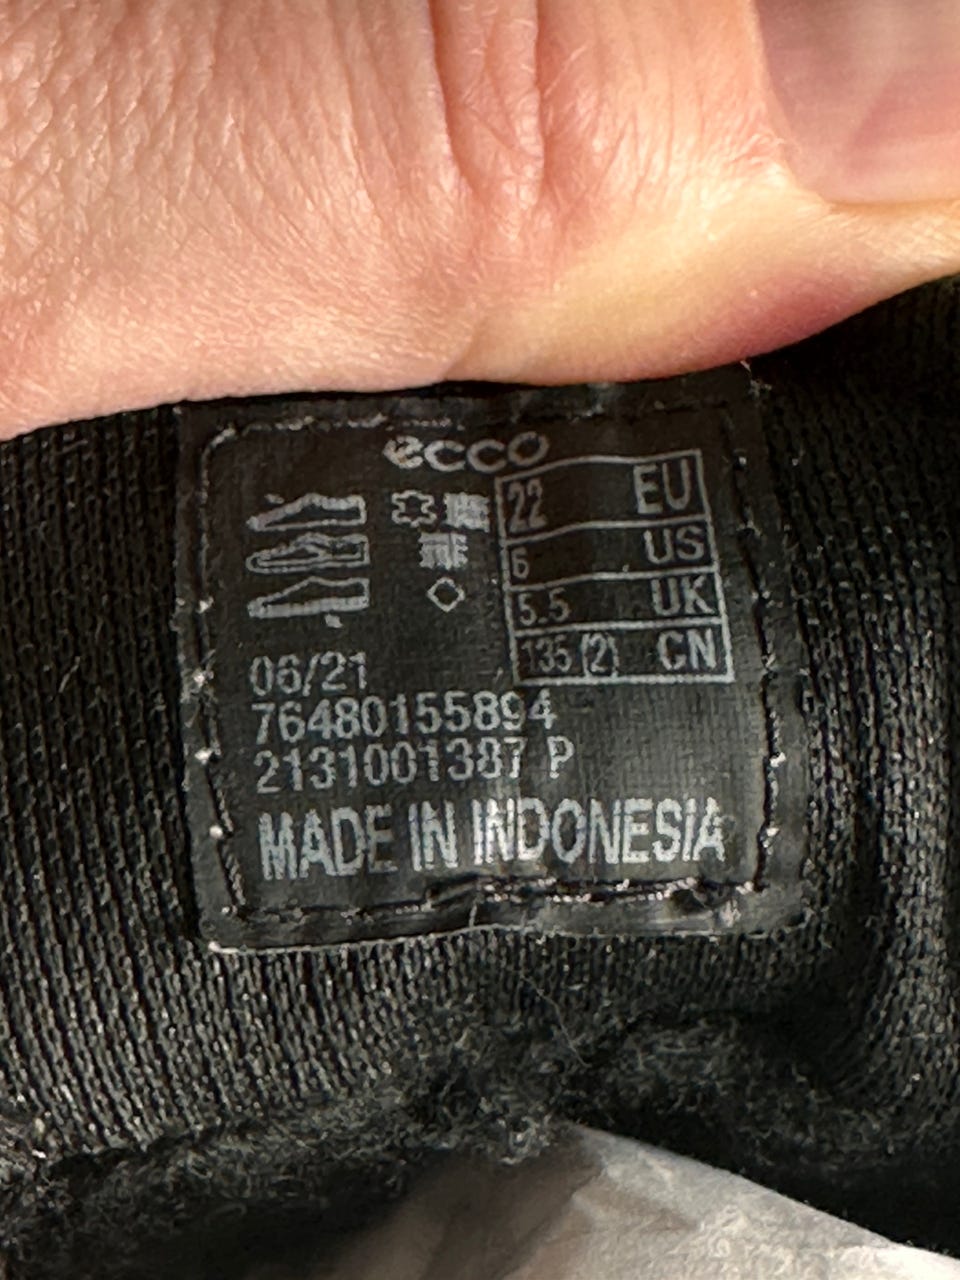 ecco
22 EU
6 US
5.5 UK
135 (2) CN
06/21
76480155894
2131001387 P
MADE IN INDONESIA